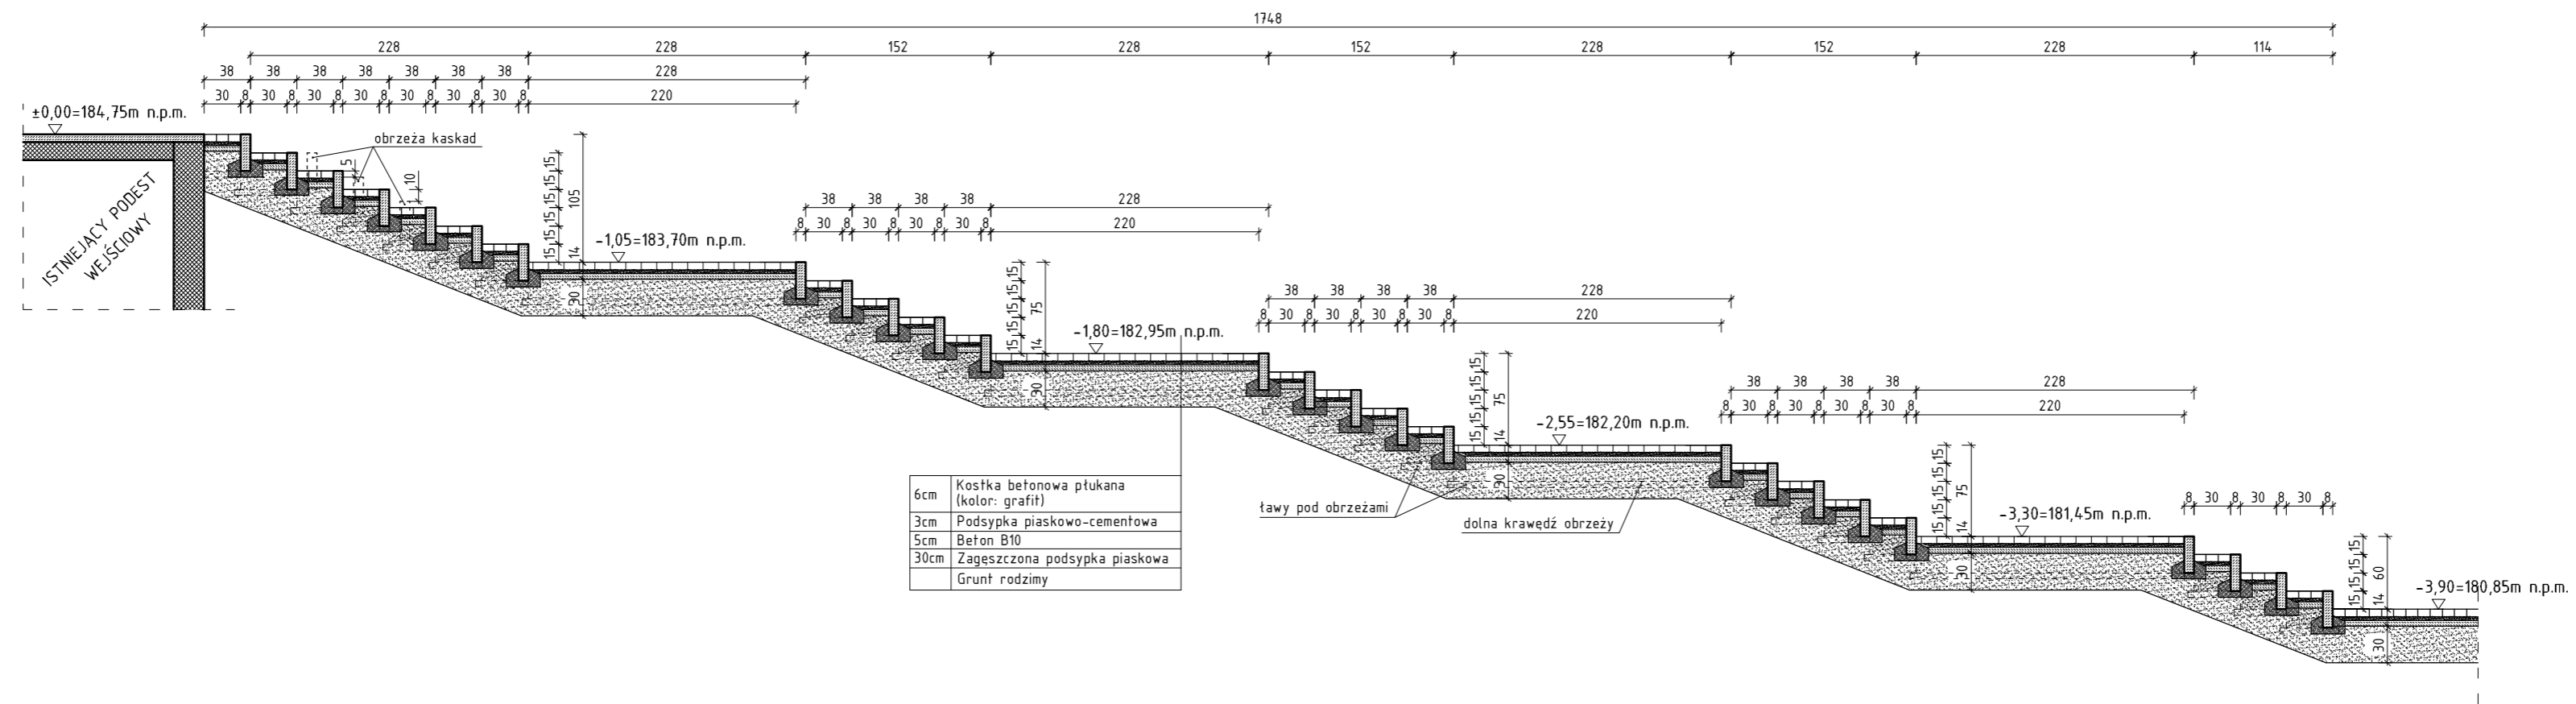 1748
228 228 152 228 152 228 152 228 114
38 38 38 38 38 38 38 228
30 8 30 8 30 8 30 8 30 8 30 8 30 8 220
±0,00=184,75m n.p.m.
obrzeża kaskad
5
10
ISTNIEJĄCY PODEST
WEJŚCIOWY
15 15 15 15 15 15
105
14
30
-1,05=183,70m n.p.m.
38 38 38 38 228
8 30 8 30 8 30 8 30 8 220
15 15 15 15 15
75
14
30
-1,80=182,95m n.p.m.
38 38 38 38 228
8 30 8 30 8 30 8 30 8 220
15 15 15 15 15
75
14
30
-2,55=182,20m n.p.m.
38 38 38 38 228
8 30 8 30 8 30 8 30 8 220
15 15 15 15 15
75
14
30
-3,30=181,45m n.p.m.
8 30 8 30 8 30 8
15 15 15 15
60
14
30
-3,90=180,85m n.p.m.
6cm Kostka betonowa płukana
(kolor: grafit)
3cm Podsypka piaskowo-cementowa
5cm Beton B10
30cm Zagęszczona podsypka piaskowa
Grunt rodzimy
ławy pod obrzeżami
dolna krawędź obrzeży